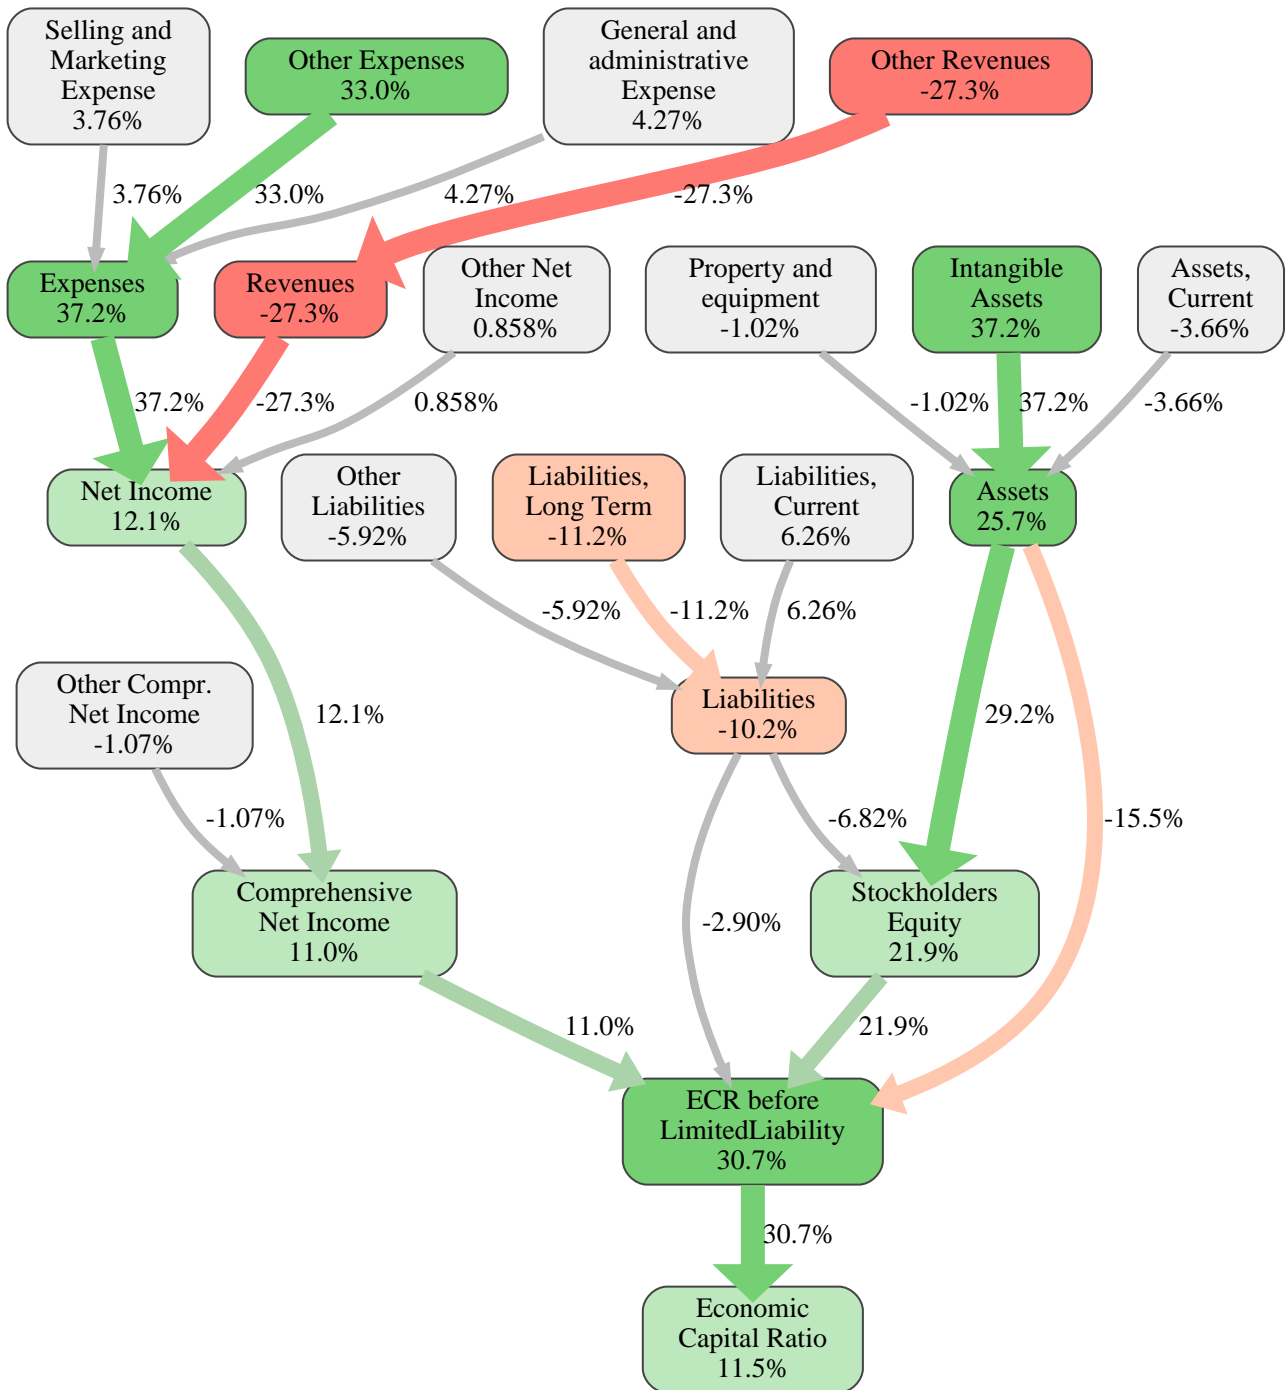 Selling and
Marketing
Expense
3.76%
Other Expenses
33.0%
General and
administrative
Expense
4.27%
Other Revenues
-27.3%
3.76%
33.0%
4.27%
-27.3%
Expenses
37.2%
Revenues
-27.3%
Other Net
Income
0.858%
Property and
equipment
-1.02%
Intangible
Assets
37.2%
Assets,
Current
-3.66%
37.2%
-27.3%
0.858%
-1.02%
37.2%
-3.66%
Net Income
12.1%
Other
Liabilities
-5.92%
Liabilities,
Long Term
-11.2%
Liabilities,
Current
6.26%
Assets
25.7%
-5.92%
-11.2%
6.26%
Other Compr.
Net Income
-1.07%
12.1%
Liabilities
-10.2%
29.2%
-1.07%
-6.82%
-15.5%
Comprehensive
Net Income
11.0%
-2.90%
Stockholders
Equity
21.9%
11.0%
21.9%
ECR before
LimitedLiability
30.7%
30.7%
Economic
Capital Ratio
11.5%